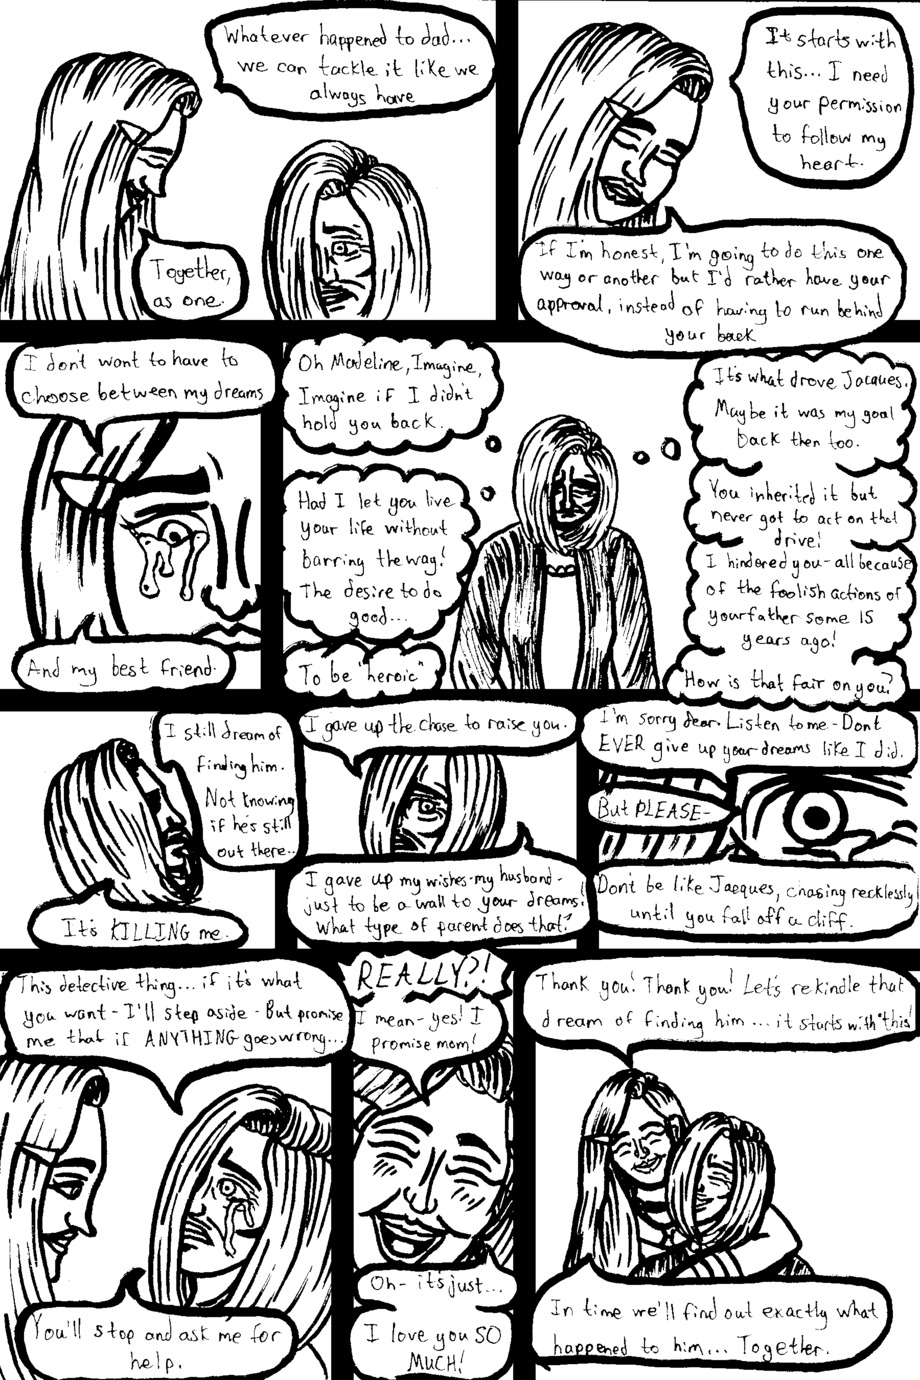 Whatever happened to dad...
we can tackle it like we
always have
Together,
as one.
It starts with
this... I need
your permission
to follow my
heart.
If I'm honest, I'm going to do this one
way or another but I'd rather have your
approval, instead of having to run behind
your back
I don't want to have to
choose between my dreams
And my best friend.
Oh Madeline, Imagine,
Imagine if I didn't
hold you back.
Had I let you live
your life without
barring the way!
The desire to do
good...
To be "heroic"
It's what drove Jacques.
Maybe it was my goal
back then too.
You inherited it but
never got to act on that
drive!
I hindered you - all because
of the foolish actions of
your father some 15
years ago!
How is that fair on you?
I still dream of
finding him.
Not knowing
if he's still
out there...
It's KILLING me.
I gave up the chase to raise you.
I gave up my wishes - my husband -
just to be a wall to your dreams!
What type of parent does that?
I'm sorry dear. Listen to me - Don't
EVER give up your dreams like I did.
But PLEASE-
Don't be like Jacques, chasing recklessly
until you fall off a cliff.
This detective thing... if it's what
you want - I'll step aside - But promise
me that if ANYTHING goes wrong...
You'll stop and ask me for
help.
REALLY?!
I mean - yes! I
promise mom!
Oh - it's just...
I love you SO
MUCH!
Thank you! Thank you! Let's rekindle that
dream of finding him ... it starts with "this!
In time we'll find out exactly what
happened to him... Together.